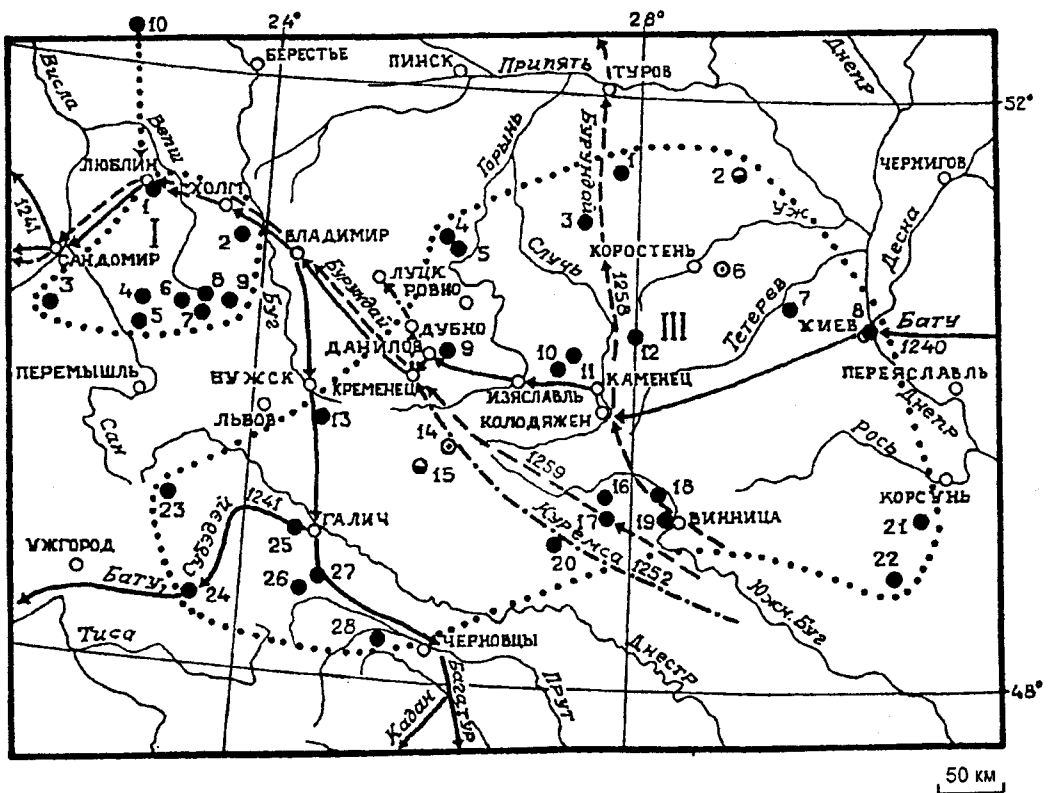 10
24°
28°
БЕРЕСТЬЕ
ПИНСК
Припять
ТУРОВ
Днепр
52°
Висла
Вепш
ЛЮБЛИН
ХОЛМ
Горынь
Бурундай
1
2
ЧЕРНИГОВ
1241
1
I
2
ВЛАДИМИР
4
5
3
Уж
Десна
САНДОМИР
ЛУЦК
РОВНО
Случь
КОРОСТЕНЬ
6
3
4
5
6
7
8
9
Буг
Бурундай
1258
III
Тетерев
7
8
КИЕВ
Бату
1240
ДУБНО
ДАНИЛОВ
9
10
11
12
ПЕРЕМЫШЛЬ
БУЖСК
КРЕМЕНЕЦ
ИЗЯСЛАВЛЬ
КАМЕНЕЦ
КОЛОДЯЖЕН
ПЕРЕЯСЛАВЛЬ
Днепр
Сан
ЛЬВОВ
13
14
15
1259
Рось
23
1241
16
17
18
19
ВИННИЦА
КОРСУНЬ
21
УЖГОРОД
Субэдэй
25
ГАЛИЧ
Куремса
1252
20
22
Бату
24
26
27
Южн. Буг
Тиса
28
ЧЕРНОВЦЫ
Днестр
Прут
48°
Кадан
Багатур
50 км